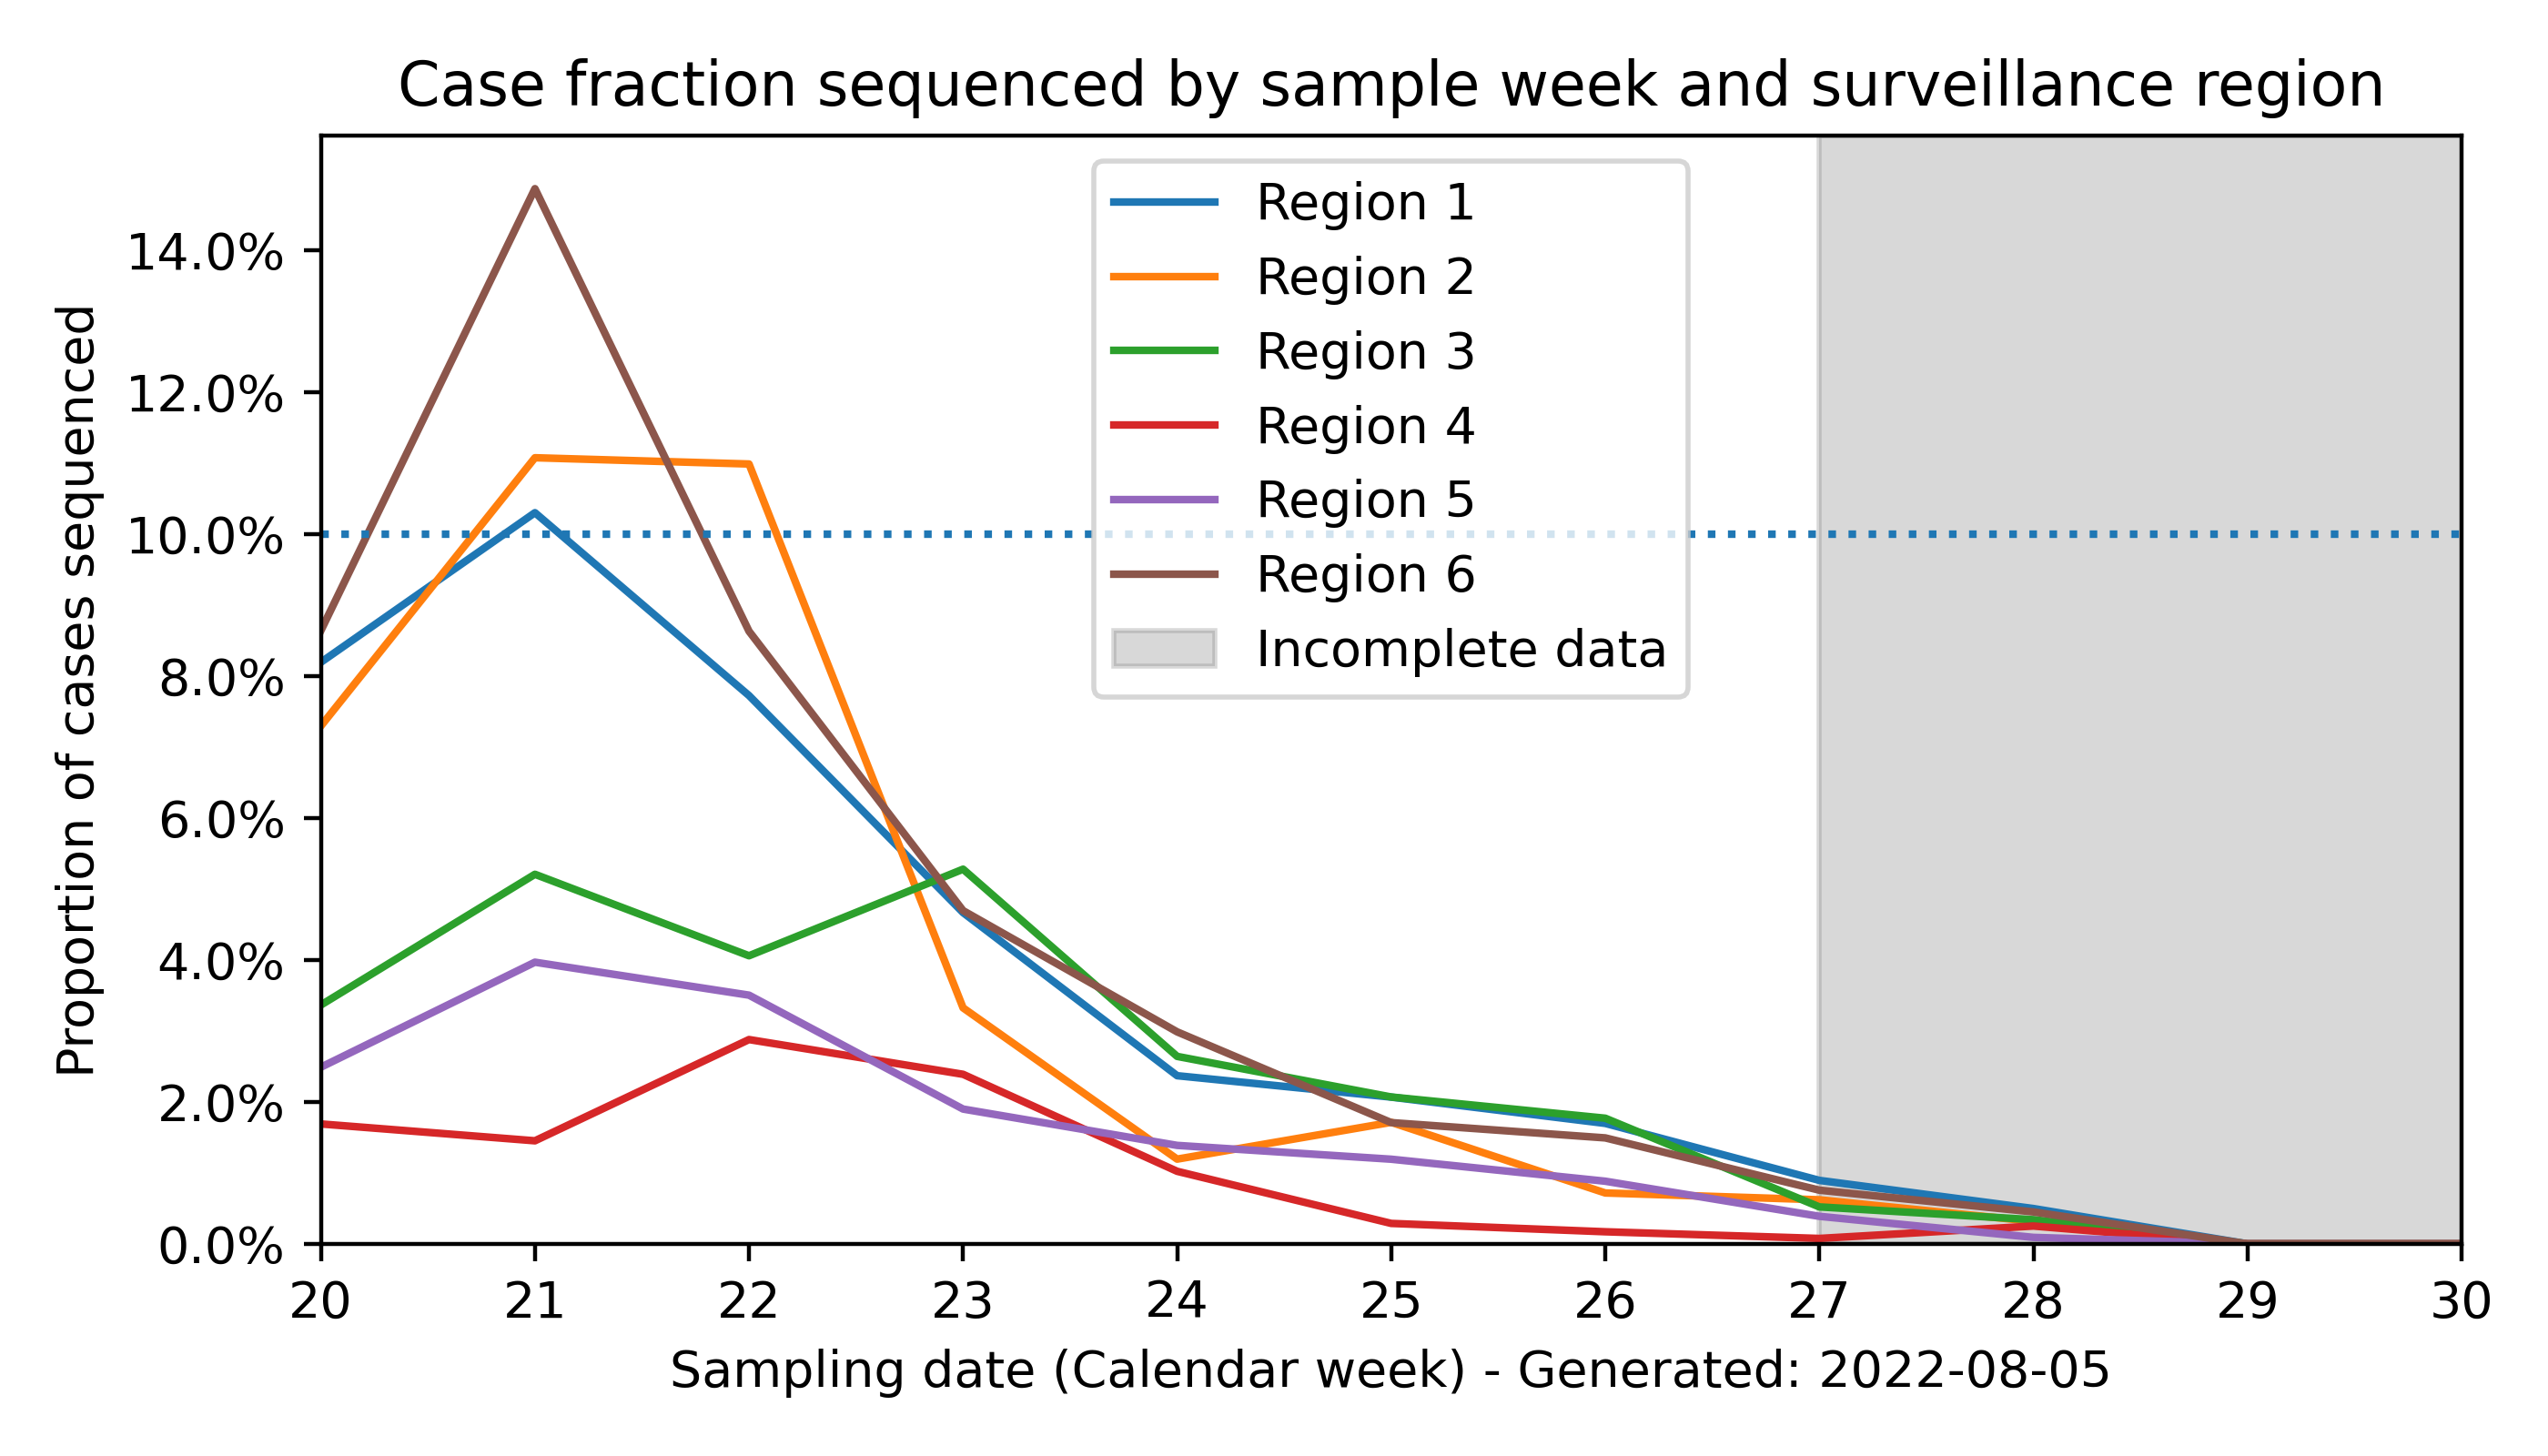 Case fraction sequenced by sample week and surveillance region
Proportion of cases sequenced
14.0%
12.0%
10.0%
8.0%
6.0%
4.0%
2.0%
0.0%
Region 1
Region 2
Region 3
Region 4
Region 5
Region 6
Incomplete data
20 21 22 23 24 25 26 27 28 29 30
Sampling date (Calendar week) - Generated: 2022-08-05